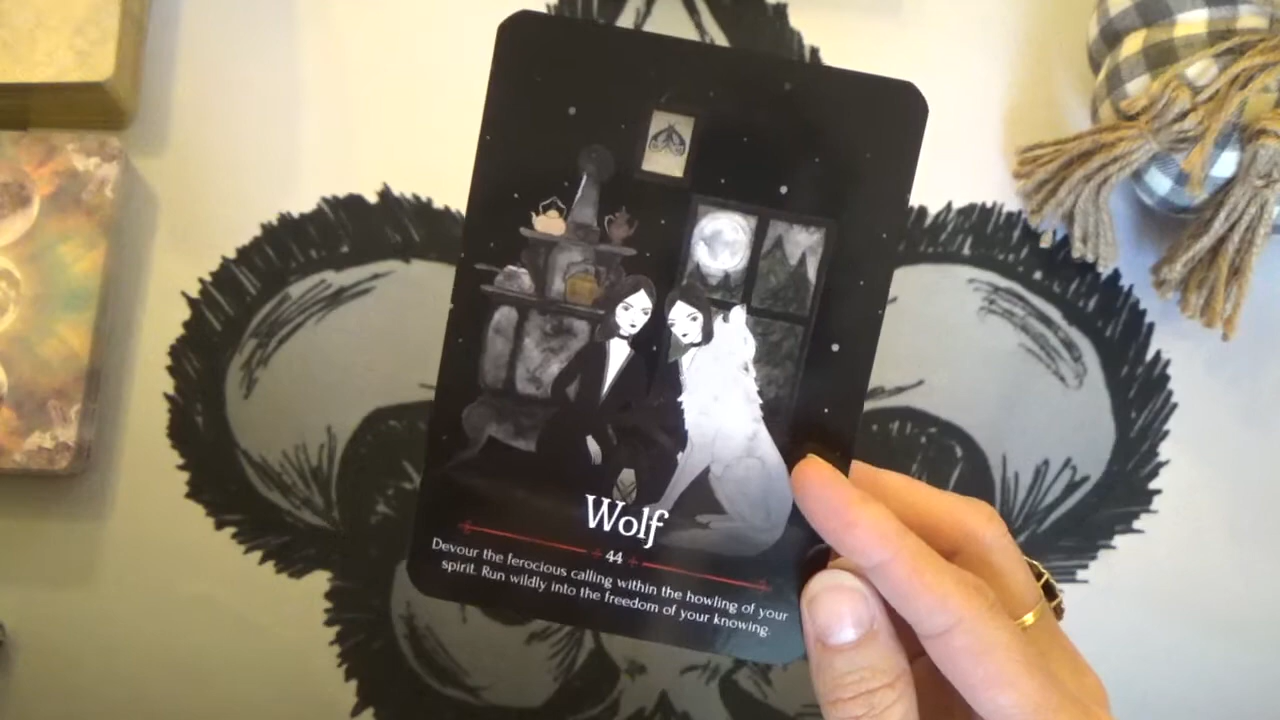 Wolf
44
Devour the ferocious calling within the howling of your
spirit. Run wildly into the freedom of your knowing.